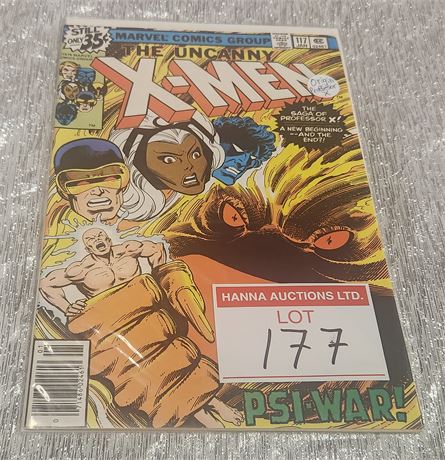 STILL ONLY 35¢
MARVEL COMICS GROUP
117
JAN
THE UNCANNY
X-MEN
THE SAGA OF PROFESSOR X!
A NEW BEGINNING --AND THE END?!
HANNA AUCTIONS LTD.
LOT
177
PSI-WAR!